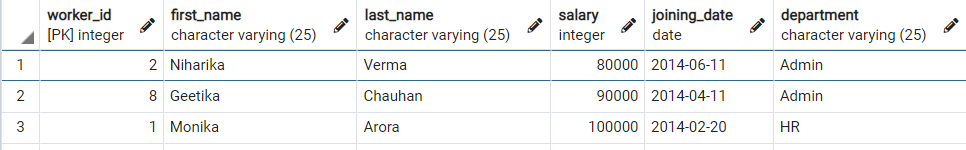 worker_id first_name last_name salary joining_date department
[PK] integer character varying (25) character varying (25) integer date character varying (25)
1 2 Niharika Verma 80000 2014-06-11 Admin
2 8 Geetika Chauhan 90000 2014-04-11 Admin
3 1 Monika Arora 100000 2014-02-20 HR